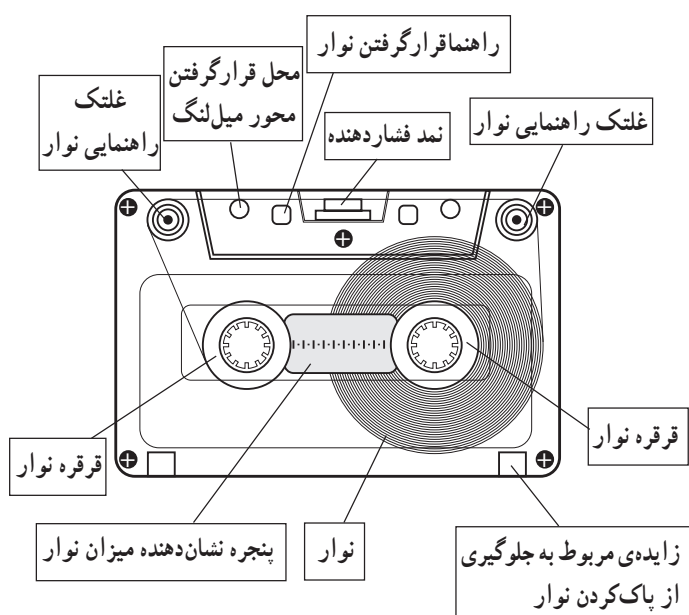 راهنماقرارگرفتن نوار
محل قرارگرفتن
محور میل‌لنگ
غلتک
راهنمایی نوار
نمد فشاردهنده
غلتک راهنمایی نوار
قرقره نوار
قرقره نوار
پنجره نشان‌دهنده میزان نوار
نوار
زایده‌ی مربوط به جلوگیری
از پاک‌کردن نوار